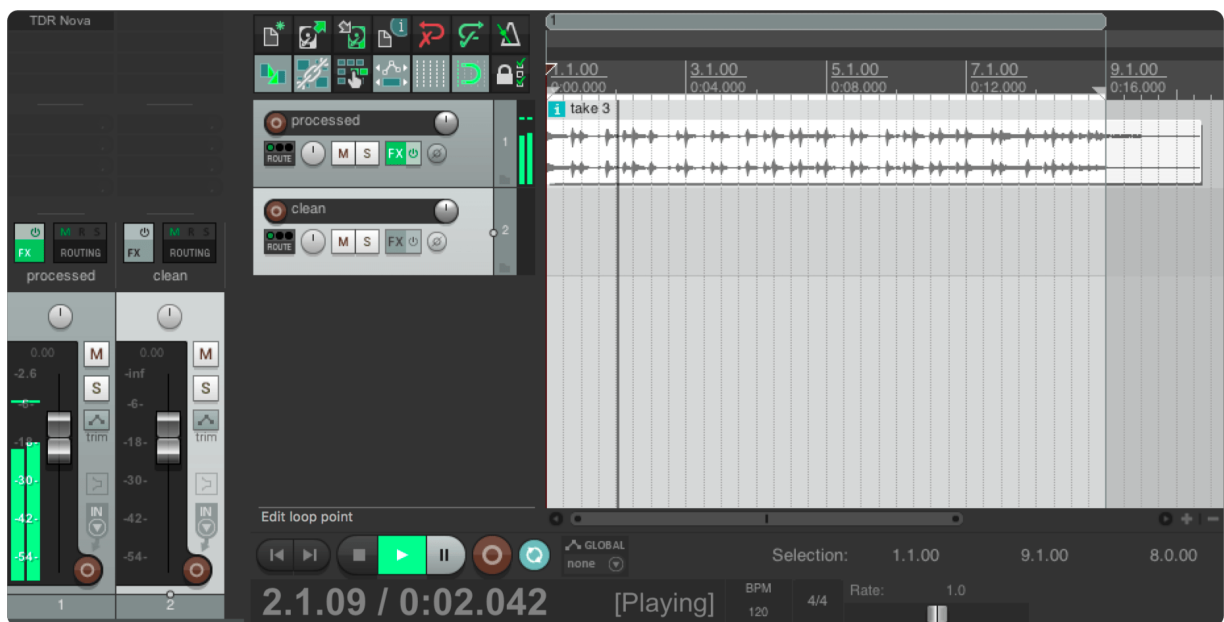 TDR Nova
1
1.1.00 3.1.00 5.1.00 7.1.00 9.1.00
0:00.000 0:04.000 0:08.000 0:12.000 0:16.000
i take 3
processed
1
ROUTE M S FX
clean
2
ROUTE M S FX
M R S M R S
FX ROUTING FX ROUTING
processed clean
0.00 M 0.00 M
-2.6 S -inf S
-6- -6-
trim trim
-18- -18-
-30- -30-
IN IN
-42- -42-
-54- -54-
1 2
Edit loop point
GLOBAL
none
Selection: 1.1.00 9.1.00 8.0.00
2.1.09 / 0:02.042 [Playing] BPM 120 4/4 Rate: 1.0